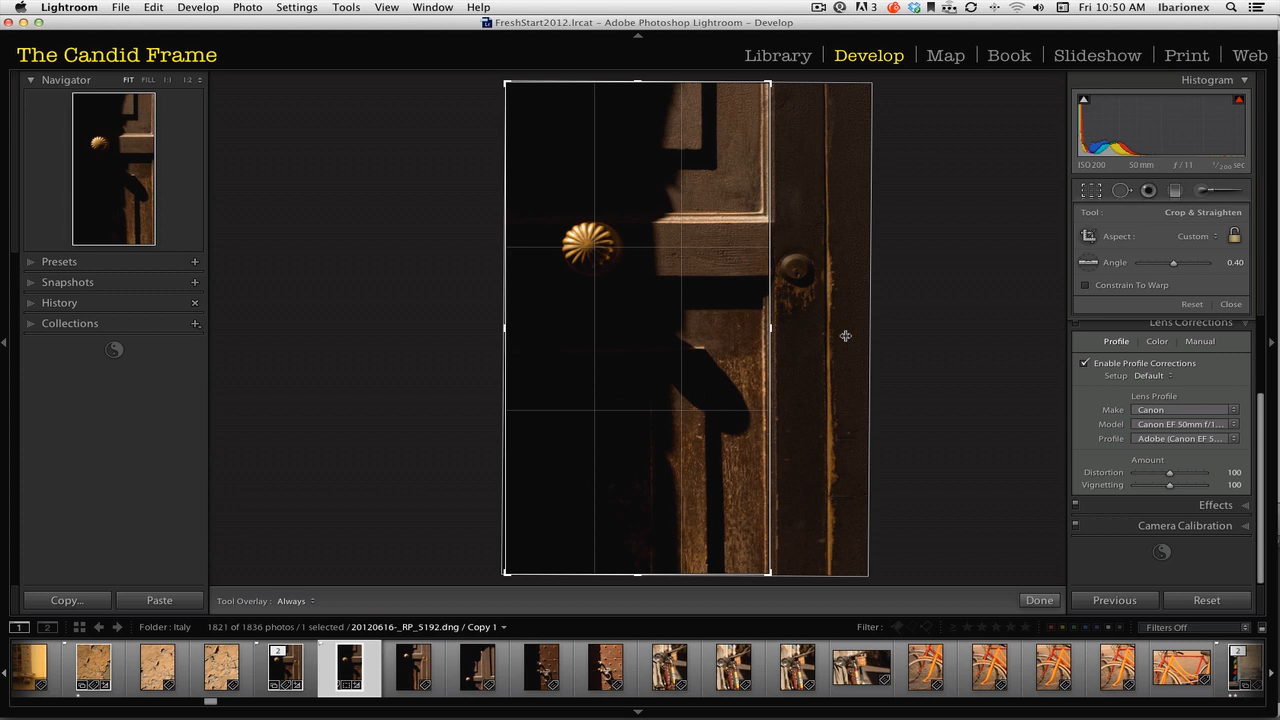 Lightroom File Edit Develop Photo Settings Tools View Window Help
3 Fri 10:50 AM Ibarionex
FreshStart2012.lrcat – Adobe Photoshop Lightroom – Develop
The Candid Frame
Library | Develop | Map | Book | Slideshow | Print | Web
Navigator FIT FILL 1:1 1:2
Histogram
ISO 200 50 mm f / 11 1/200 sec
Tool : Crop & Straighten
Aspect : Custom
Angle 0.40
Constrain To Warp
Reset Close
Presets
Snapshots
History
Collections
Lens Corrections
Profile Color Manual
Enable Profile Corrections
Setup Default
Lens Profile
Make Canon
Model Canon EF 50mm f/1...
Profile Adobe (Canon EF 5...
Amount
Distortion 100
Vignetting 100
Effects
Camera Calibration
Copy... Paste
Tool Overlay : Always
Done
Previous Reset
1 2 Folder : Italy 1821 of 1836 photos / 1 selected / 20120616-_RP_5192.dng / Copy 1
Filter : Filters Off
2
2